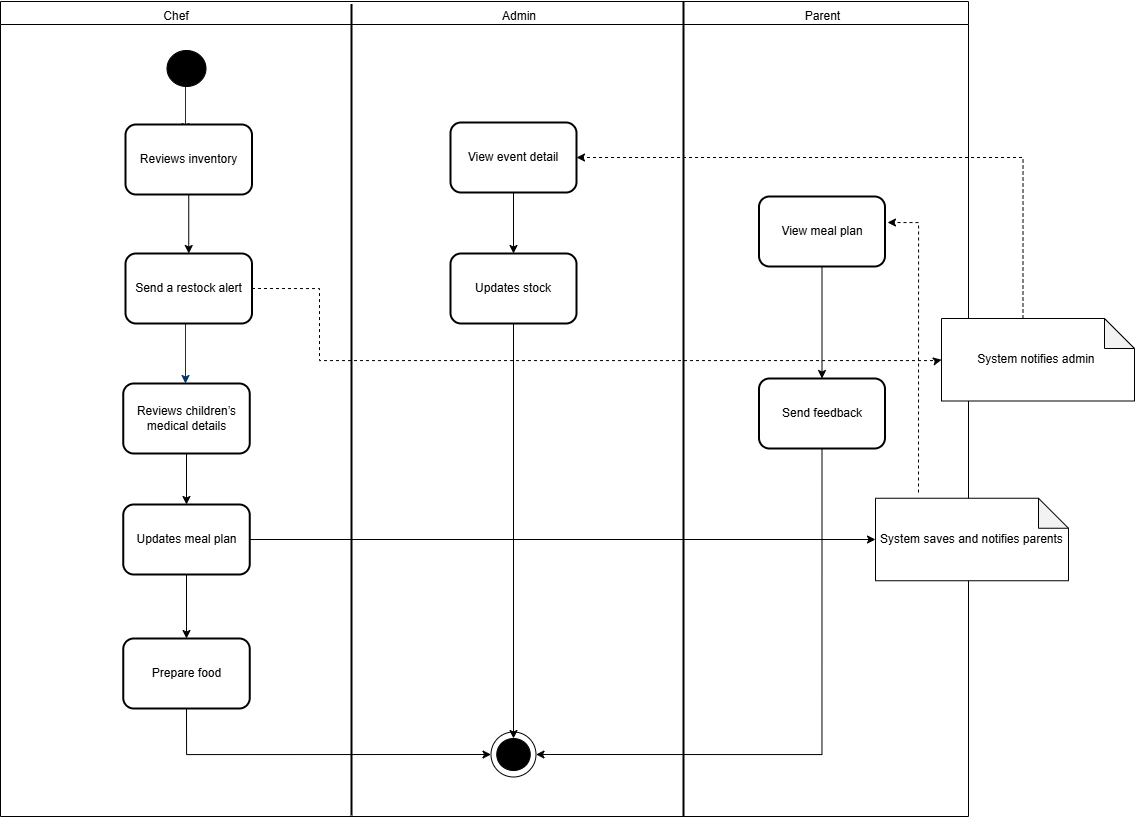 Chef
Admin
Parent
Reviews inventory
View event detail
View meal plan
Send a restock alert
Updates stock
System notifies admin
Reviews children's
medical details
Send feedback
Updates meal plan
System saves and notifies parents
Prepare food